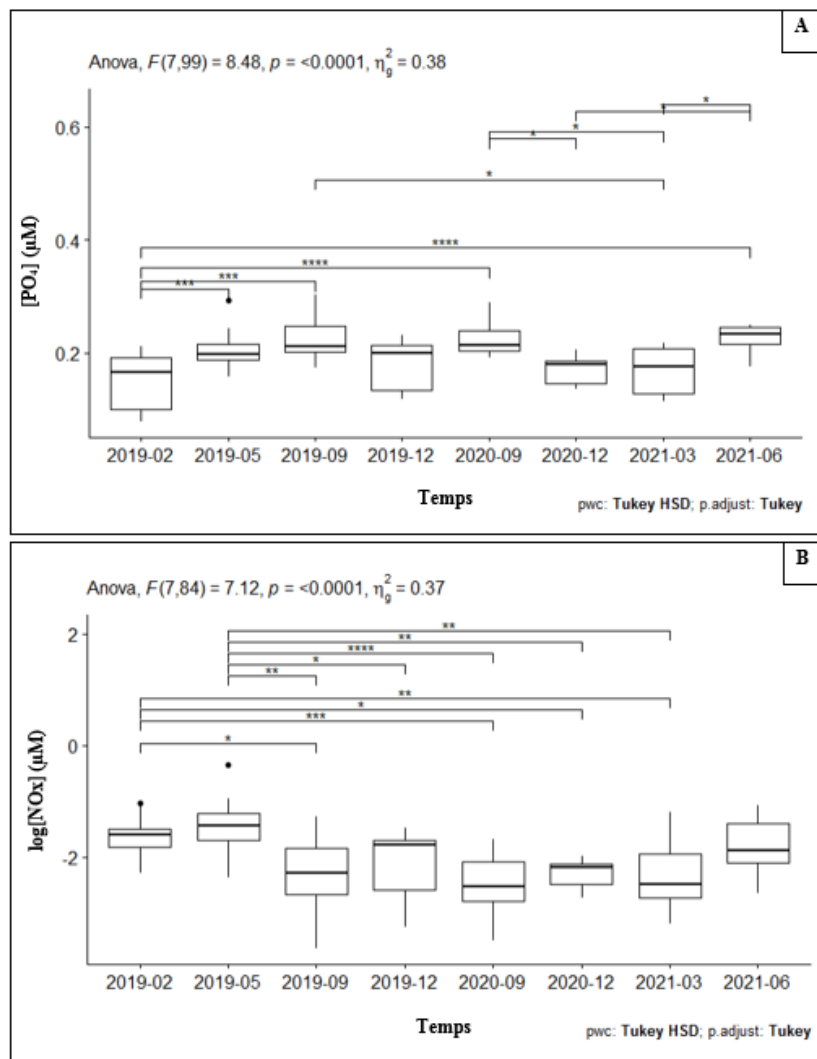 A
Anova, F(7,99) = 8.48, p = <0.0001, η²g = 0.38
*
*
*
*
*
****
****
***
***
[PO₄] (µM)
0.6
0.4
0.2
2019-02 2019-05 2019-09 2019-12 2020-09 2020-12 2021-03 2021-06
Temps
pwc: Tukey HSD; p.adjust: Tukey
B
Anova, F(7,84) = 7.12, p = <0.0001, η²g = 0.37
**
**
****
*
**
**
*
***
*
log[NOx] (µM)
2
0
-2
2019-02 2019-05 2019-09 2019-12 2020-09 2020-12 2021-03 2021-06
Temps
pwc: Tukey HSD; p.adjust: Tukey